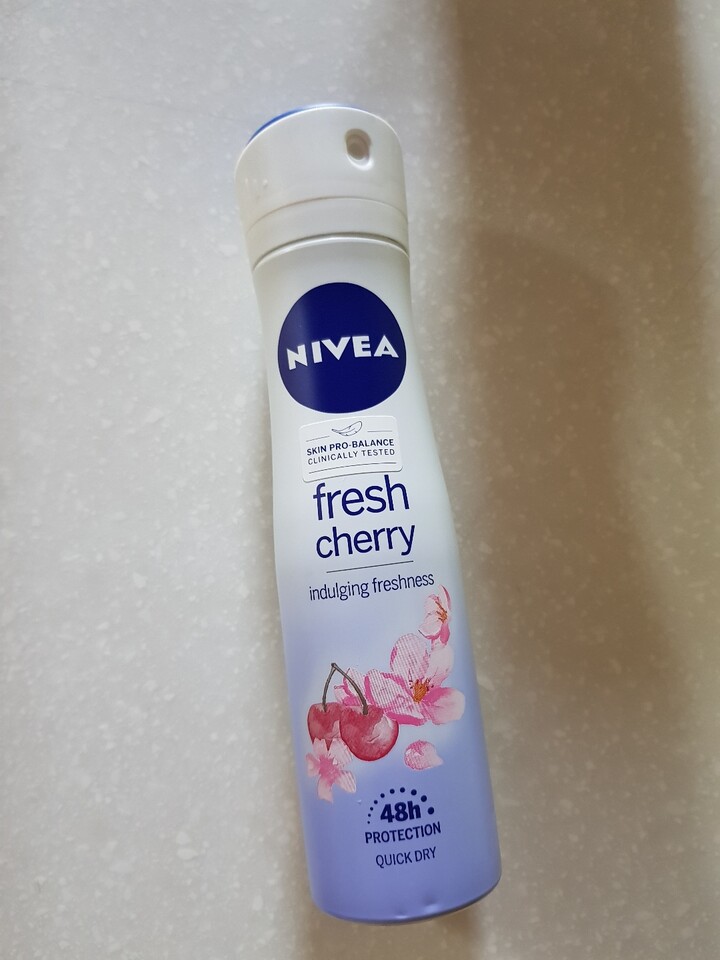 NIVEA
SKIN PRO-BALANCE
CLINICALLY TESTED
fresh
cherry
indulging freshness
48h
PROTECTION
QUICK DRY